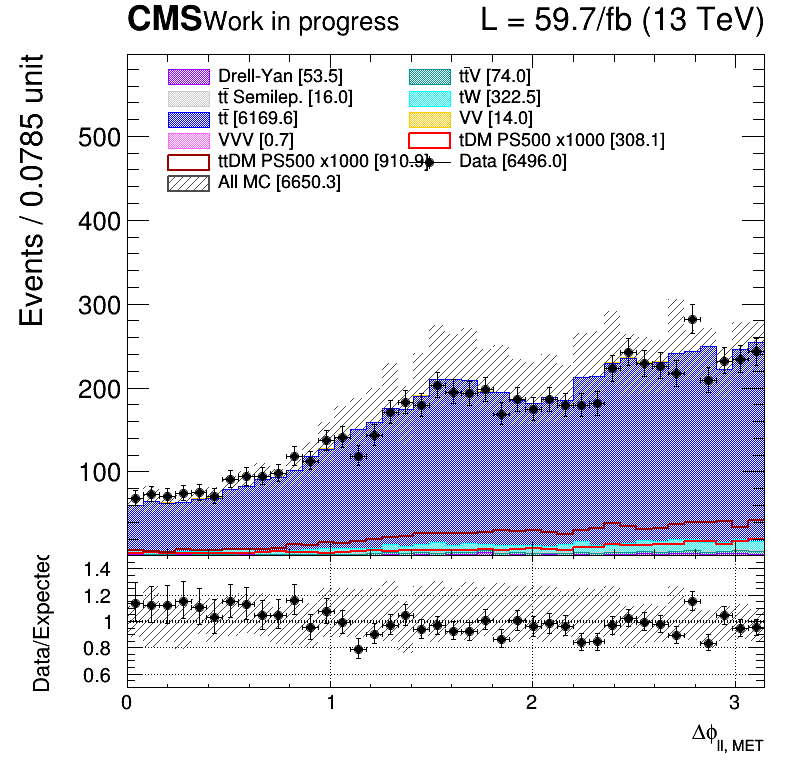 CMS Work in progress L = 59.7/fb (13 TeV)
Drell-Yan [53.5] tt̄V [74.0]
tt̄ Semilep. [16.0] tW [322.5]
tt̄ [6169.6] VV [14.0]
VVV [0.7] tDM PS500 x1000 [308.1]
ttDM PS500 x1000 [910.9] Data [6496.0]
All MC [6650.3]
Events / 0.0785 unit
500
400
300
200
100
Data/Expected
1.4
1.2
1
0.8
0.6
0 1 2 3
Δϕll, MET